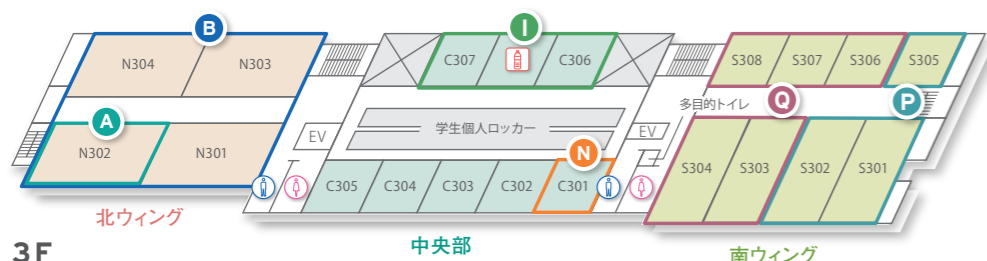 B
I
N304
N303
C307
C306
S308
S307
S306
S305
A
多目的トイレ
Q
P
N302
N301
EV
学生個人ロッカー
EV
N
C305
C304
C303
C302
C301
S304
S303
S302
S301
北ウィング
中央部
南ウィング
3F